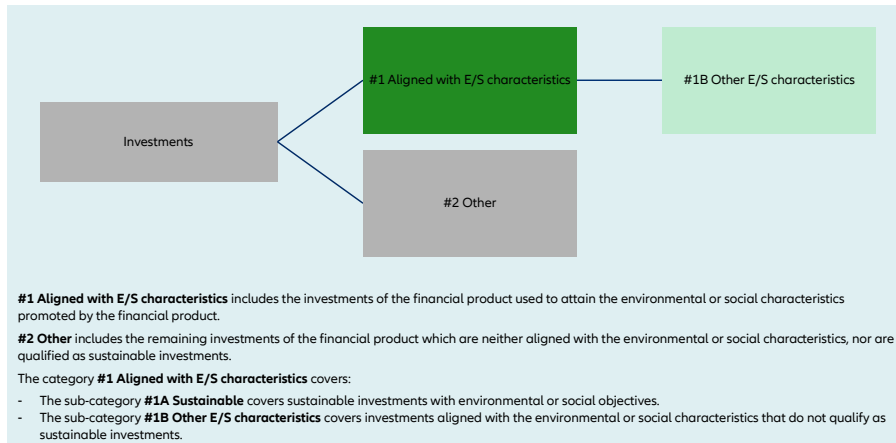 #1 Aligned with E/S characteristics
#1B Other E/S characteristics
Investments
#2 Other
#1 Aligned with E/S characteristics includes the investments of the financial product used to attain the environmental or social characteristics
promoted by the financial product.
#2 Other includes the remaining investments of the financial product which are neither aligned with the environmental or social characteristics, nor are
qualified as sustainable investments.
The category #1 Aligned with E/S characteristics covers:
- The sub-category #1A Sustainable covers sustainable investments with environmental or social objectives.
- The sub-category #1B Other E/S characteristics covers investments aligned with the environmental or social characteristics that do not qualify as
sustainable investments.